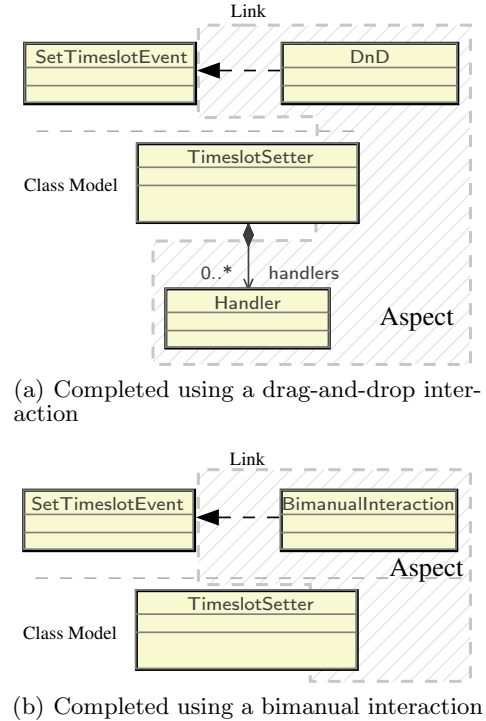 Link
SetTimeslotEvent
DnD
TimeslotSetter
Class Model
0..* handlers
Handler
Aspect
(a) Completed using a drag-and-drop inter-
action
Link
SetTimeslotEvent
BimanualInteraction
Aspect
TimeslotSetter
Class Model
(b) Completed using a bimanual interaction